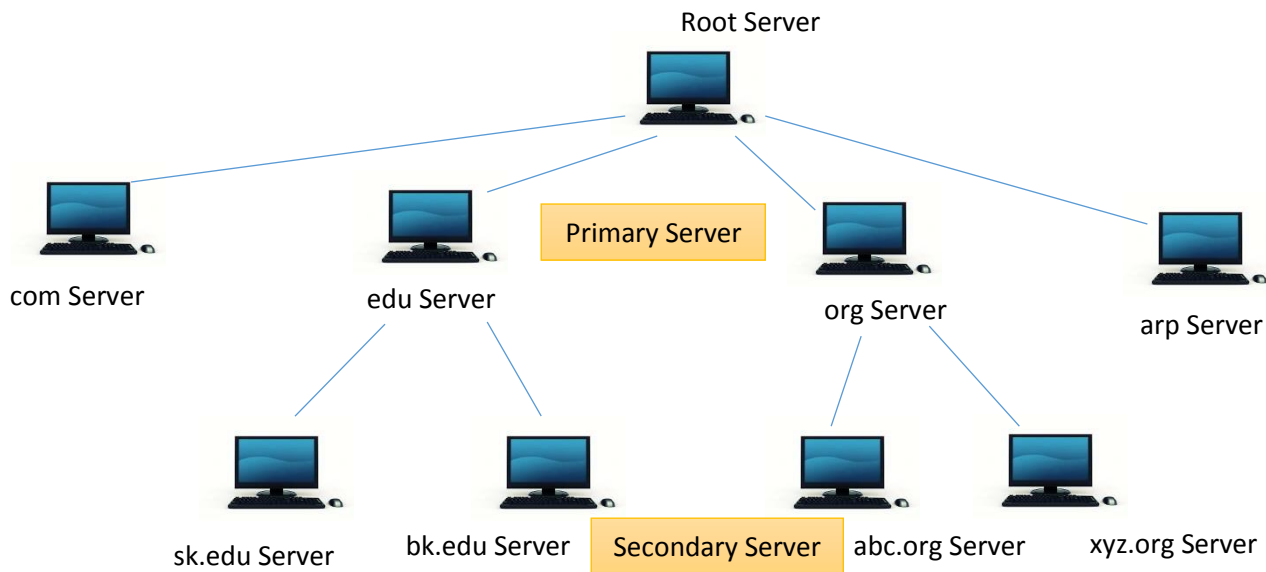 Root Server
Primary Server
com Server
edu Server
org Server
arp Server
sk.edu Server
bk.edu Server
Secondary Server
abc.org Server
xyz.org Server